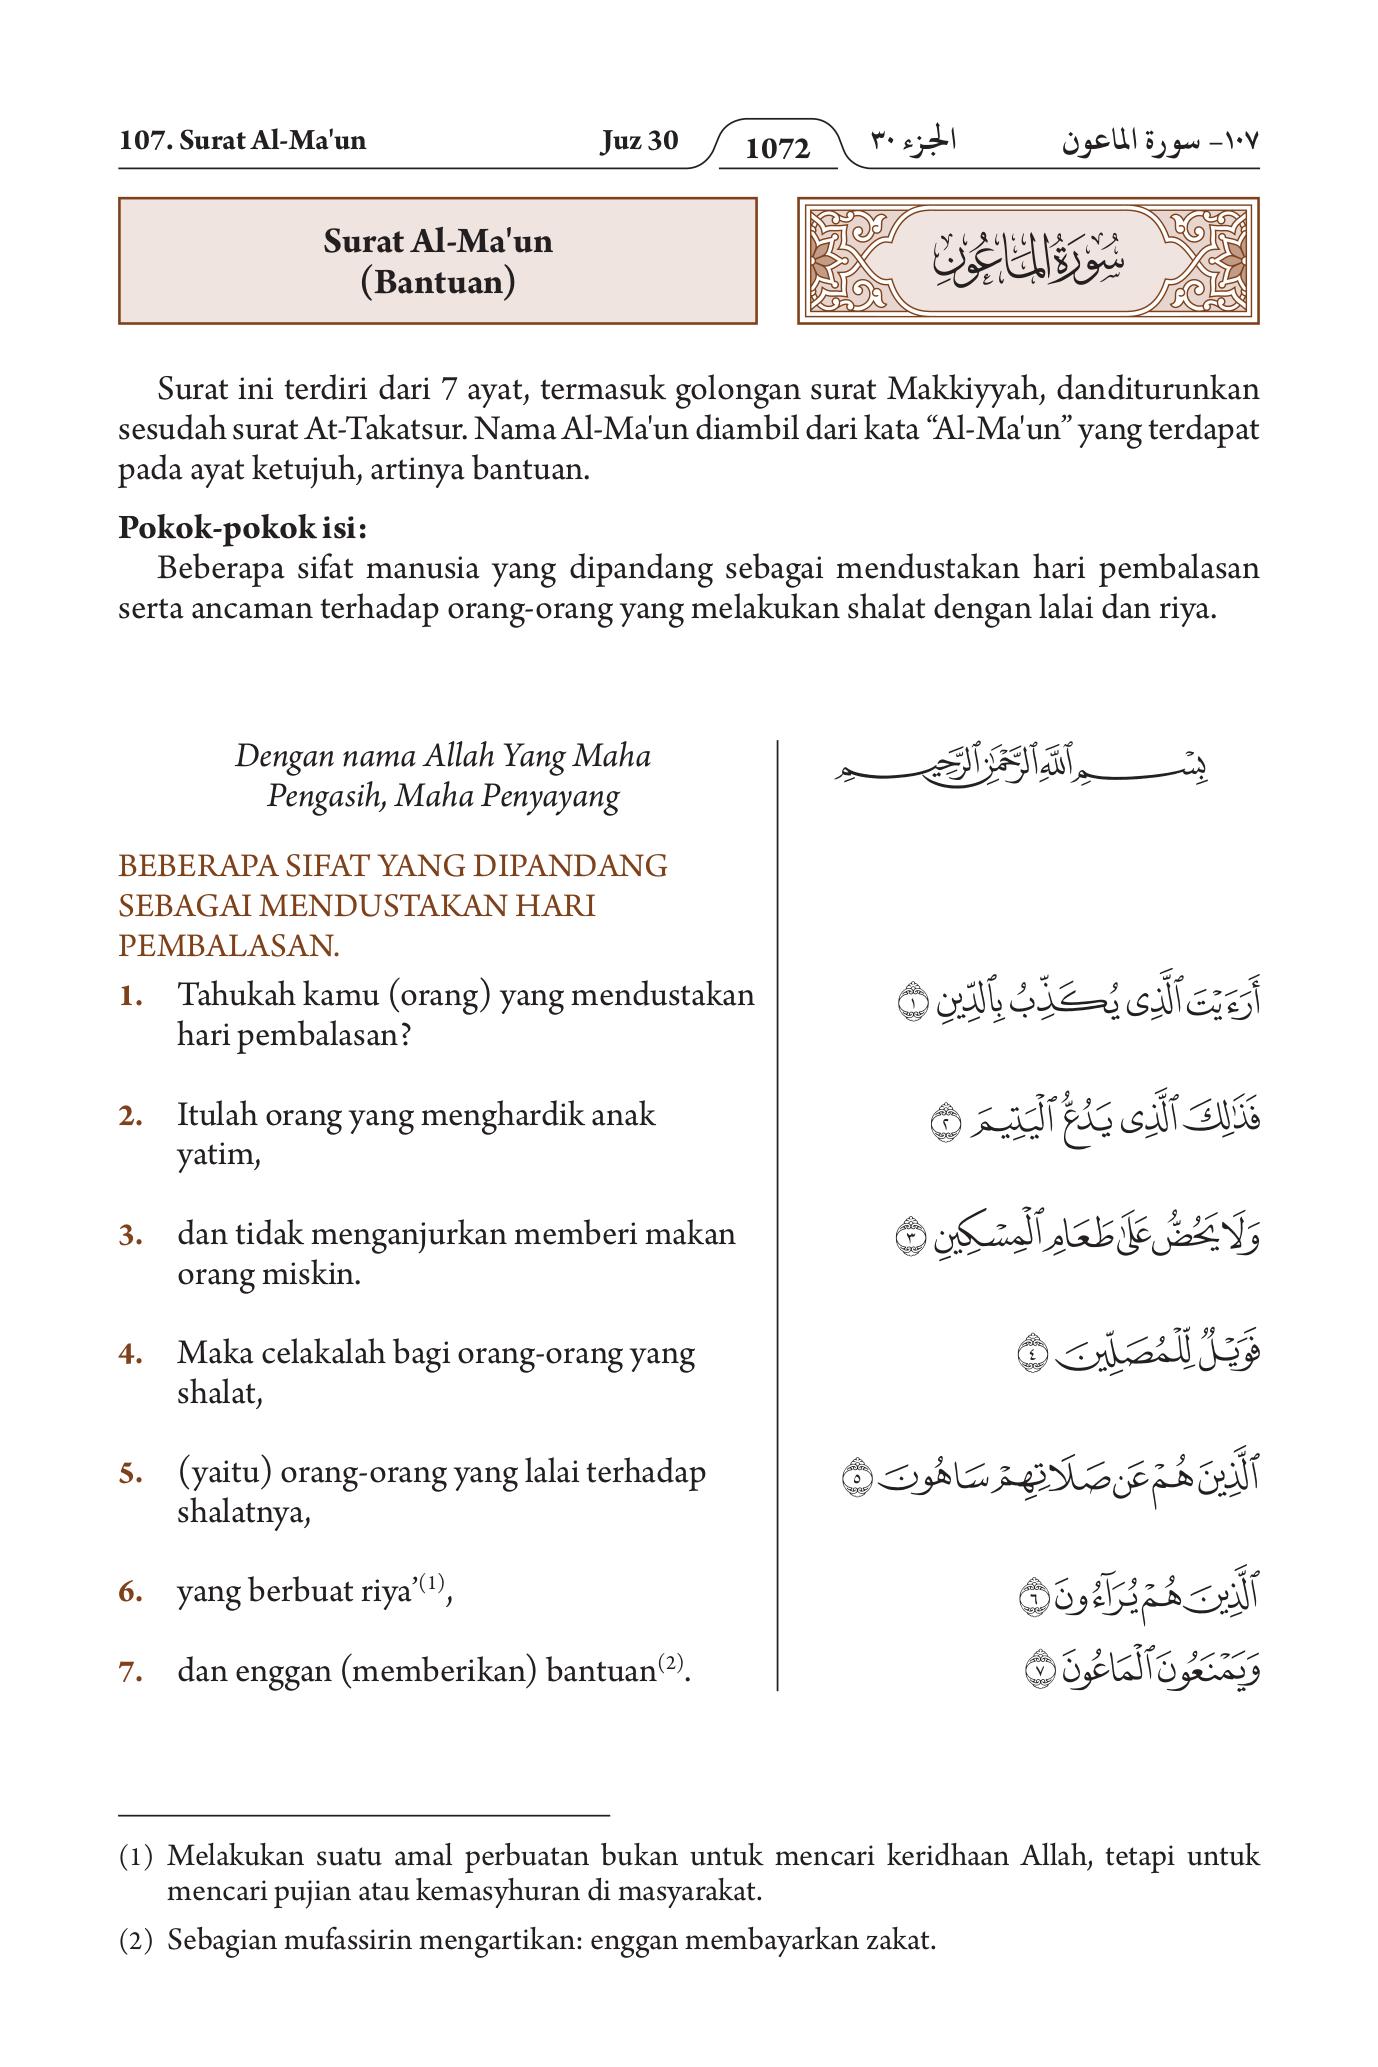 107. Surat Al-Ma'un Juz 30 1072 الجزء ٣٠ ١٠٧- سورة الماعون
Surat Al-Ma'un
(Bantuan)
سُورَةُ المَاعُونِ
Surat ini terdiri dari 7 ayat, termasuk golongan surat Makkiyyah, danditurunkan
sesudah surat At-Takatsur. Nama Al-Ma'un diambil dari kata “Al-Ma'un” yang terdapat
pada ayat ketujuh, artinya bantuan.
Pokok-pokok isi:
Beberapa sifat manusia yang dipandang sebagai mendustakan hari pembalasan
serta ancaman terhadap orang-orang yang melakukan shalat dengan lalai dan riya.
Dengan nama Allah Yang Maha
Pengasih, Maha Penyayang
بِسْمِ ٱللَّهِ ٱلرَّحْمَٰنِ ٱلرَّحِيمِ
BEBERAPA SIFAT YANG DIPANDANG
SEBAGAI MENDUSTAKAN HARI
PEMBALASAN.
1. Tahukah kamu (orang) yang mendustakan
hari pembalasan?
أَرَءَيْتَ ٱلَّذِى يُكَذِّبُ بِٱلدِّينِ ١
2. Itulah orang yang menghardik anak
yatim,
فَذَٰلِكَ ٱلَّذِى يَدُعُّ ٱلْيَتِيمَ ٢
3. dan tidak menganjurkan memberi makan
orang miskin.
وَلَا يَحُضُّ عَلَىٰ طَعَامِ ٱلْمِسْكِينِ ٣
4. Maka celakalah bagi orang-orang yang
shalat,
فَوَيْلٌ لِّلْمُصَلِّينَ ٤
5. (yaitu) orang-orang yang lalai terhadap
shalatnya,
ٱلَّذِينَ هُمْ عَن صَلَاتِهِمْ سَاهُونَ ٥
6. yang berbuat riya’(1),
ٱلَّذِينَ هُمْ يُرَآءُونَ ٦
7. dan enggan (memberikan) bantuan(2).
وَيَمْنَعُونَ ٱلْمَاعُونَ ٧
(1) Melakukan suatu amal perbuatan bukan untuk mencari keridhaan Allah, tetapi untuk
mencari pujian atau kemasyhuran di masyarakat.
(2) Sebagian mufassirin mengartikan: enggan membayarkan zakat.